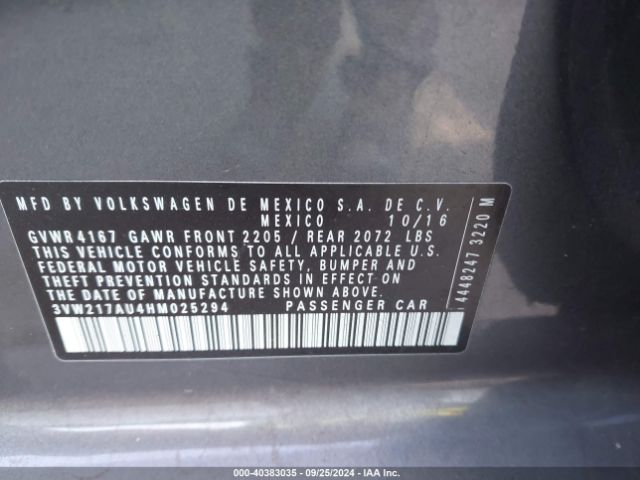 MFD BY VOLKSWAGEN DE MEXICO S.A. DE C.V.
MEXICO 10/16
GVWR 4167 GAWR FRONT 2205 / REAR 2072 LBS
THIS VEHICLE CONFORMS TO ALL APPLICABLE U.S.
FEDERAL MOTOR VEHICLE SAFETY, BUMPER AND
THEFT PREVENTION STANDARDS IN EFFECT ON
THE DATE OF MANUFACTURE SHOWN ABOVE.
3VW217AU4HM025294 PASSENGER CAR
4448247 3220 M
000-40383035 - 09/25/2024 - IAA Inc.